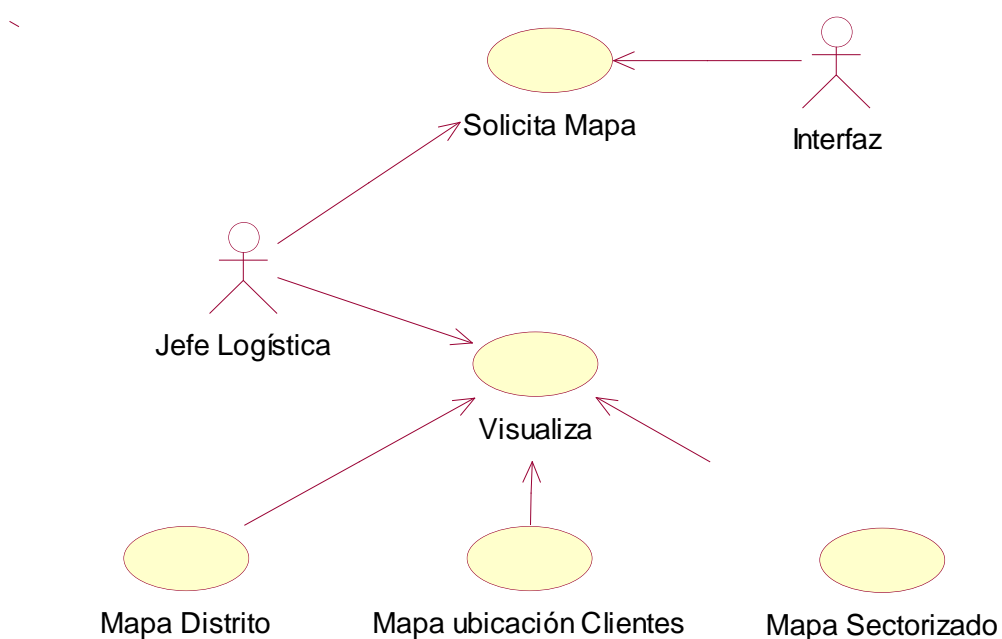 Solicita Mapa
Interfaz
Jefe Logística
Visualiza
Mapa Distrito
Mapa ubicación Clientes
Mapa Sectorizado